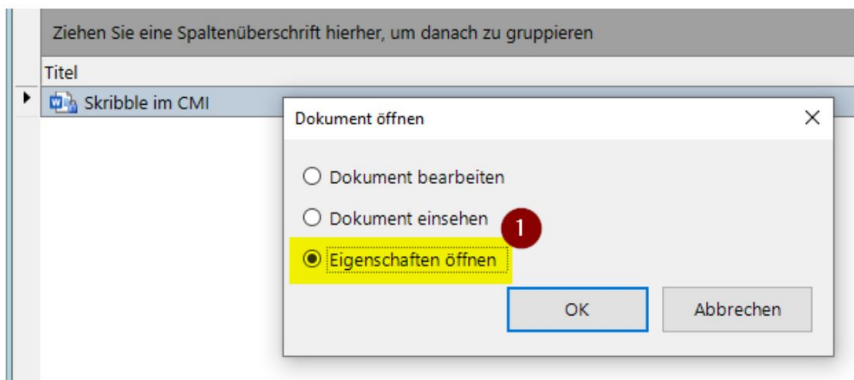 Ziehen Sie eine Spaltenüberschrift hierher, um danach zu gruppieren
Titel
Skribble im CMI
Dokument öffnen
Dokument bearbeiten
Dokument einsehen
1
Eigenschaften öffnen
OK Abbrechen